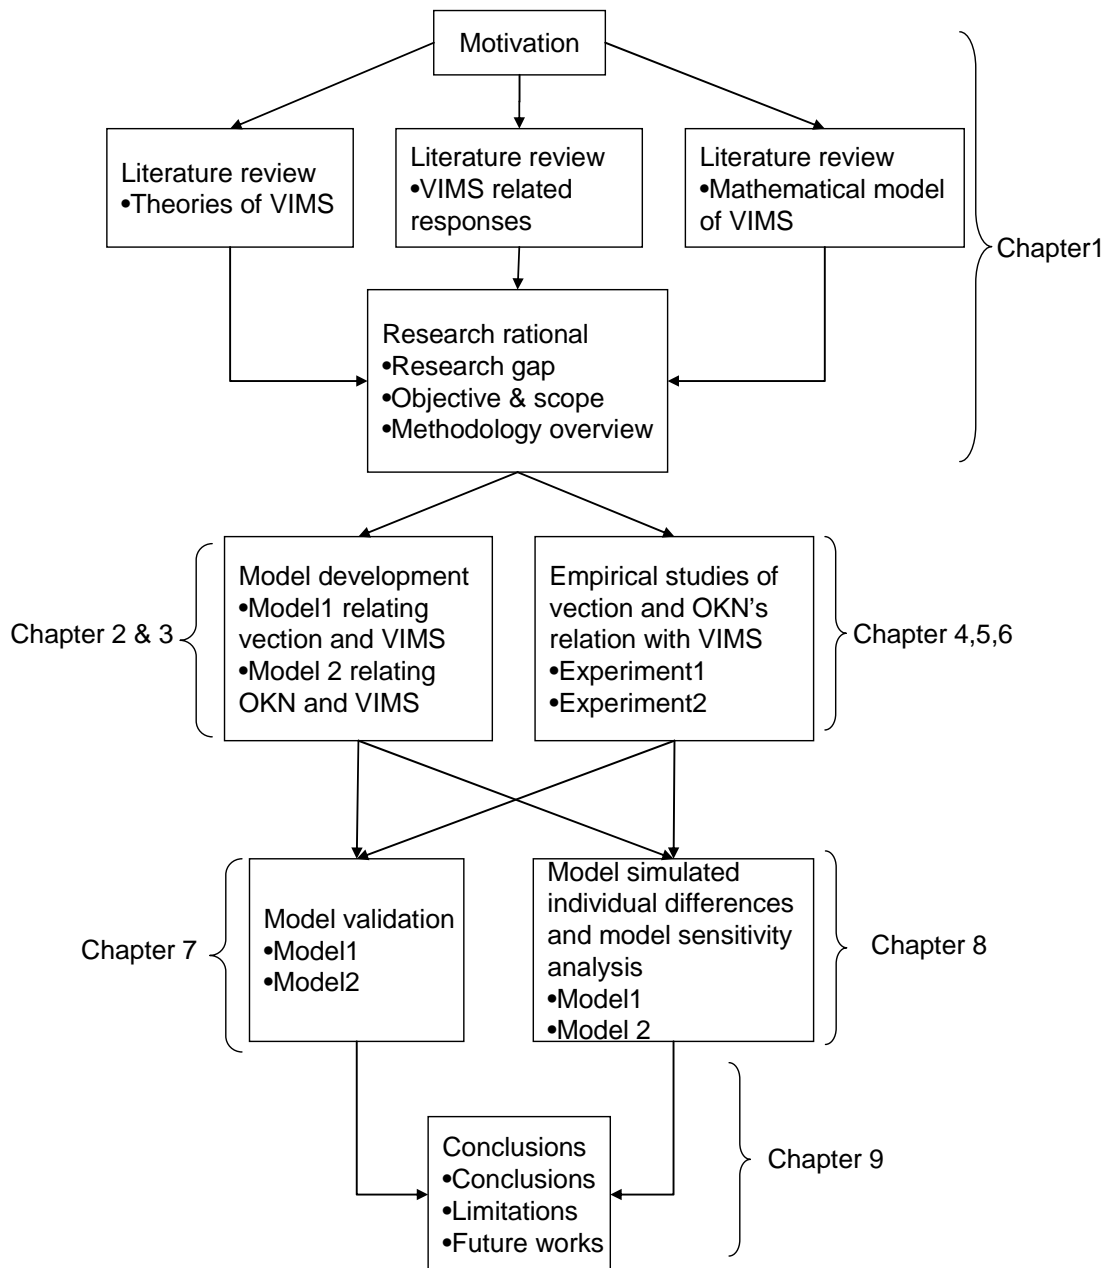 Motivation
Literature review
•Theories of VIMS
Literature review
•VIMS related
responses
Literature review
•Mathematical model
of VIMS
Chapter1
Research rational
•Research gap
•Objective & scope
•Methodology overview
Chapter 2 & 3
Model development
•Model1 relating
vection and VIMS
•Model 2 relating
OKN and VIMS
Empirical studies of
vection and OKN's
relation with VIMS
•Experiment1
•Experiment2
Chapter 4,5,6
Chapter 7
Model validation
•Model1
•Model2
Model simulated
individual differences
and model sensitivity
analysis
•Model1
•Model 2
Chapter 8
Conclusions
•Conclusions
•Limitations
•Future works
Chapter 9